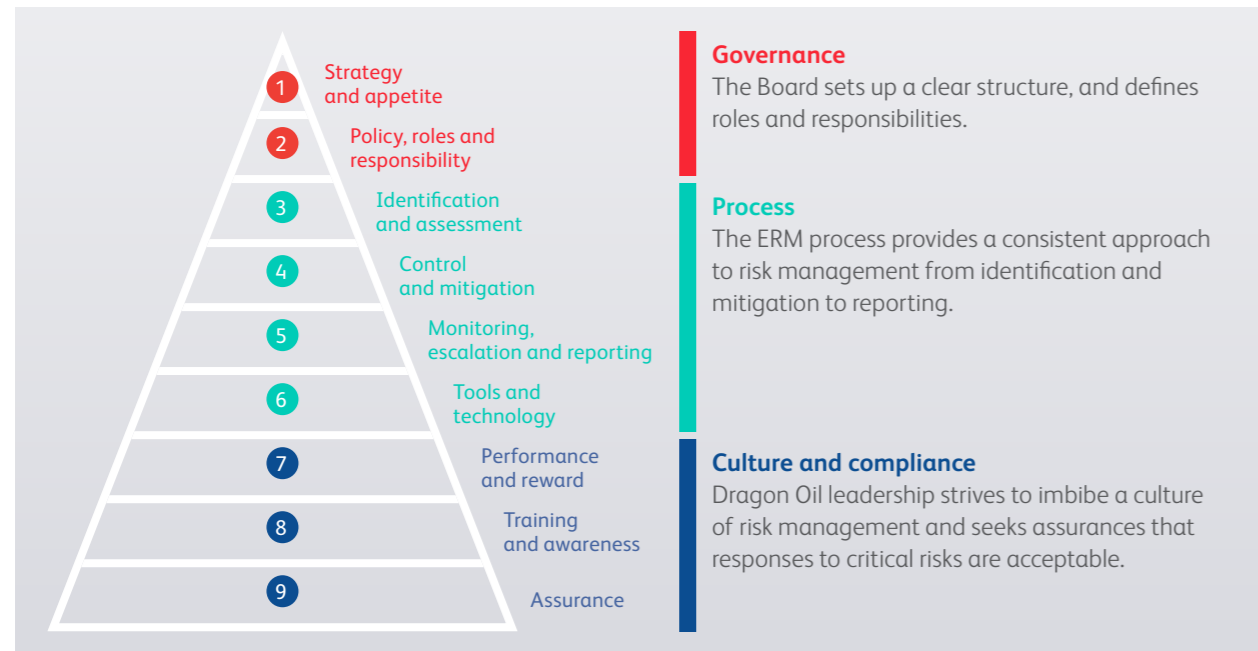 1
Strategy
and appetite
2
Policy, roles and
responsibility
3
Identification
and assessment
4
Control
and mitigation
5
Monitoring,
escalation and reporting
6
Tools and
technology
7
Performance
and reward
8
Training
and awareness
9
Assurance
Governance
The Board sets up a clear structure, and defines
roles and responsibilities.
Process
The ERM process provides a consistent approach
to risk management from identification and
mitigation to reporting.
Culture and compliance
Dragon Oil leadership strives to imbibe a culture
of risk management and seeks assurances that
responses to critical risks are acceptable.